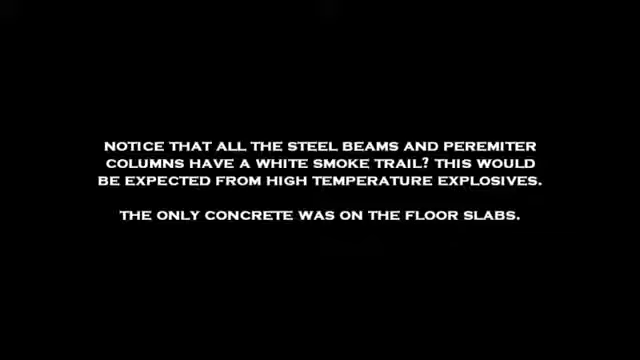 NOTICE THAT ALL THE STEEL BEAMS AND PEREMITER
COLUMNS HAVE A WHITE SMOKE TRAIL? THIS WOULD
BE EXPECTED FROM HIGH TEMPERATURE EXPLOSIVES.
THE ONLY CONCRETE WAS ON THE FLOOR SLABS.